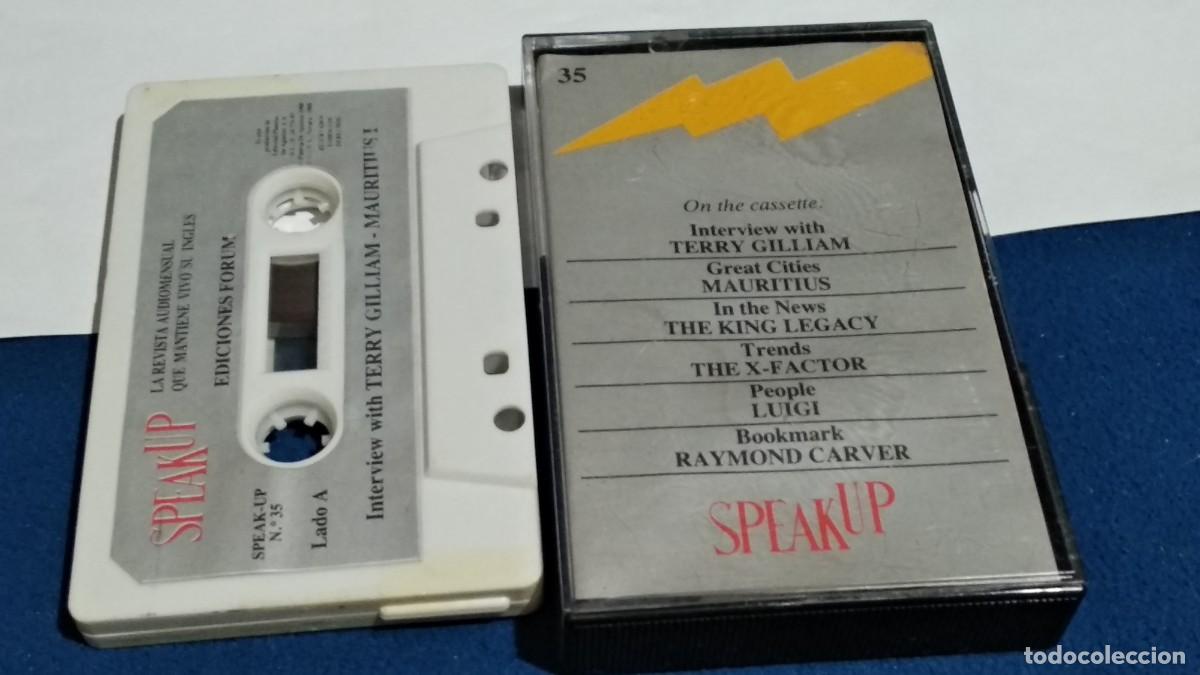 SPEAKUP
LA REVISTA AUDIOMENSUAL
QUE MANTIENE VIVO SU INGLES
EDICIONES FORUM
SPEAK-UP
N.º 35
Lado A
Interview with TERRY GILLIAM - MAURITIUS I
35
On the cassette:
Interview with
TERRY GILLIAM
Great Cities
MAURITIUS
In the News
THE KING LEGACY
Trends
THE X-FACTOR
People
LUIGI
Bookmark
RAYMOND CARVER
SPEAKUP
todocoleccion